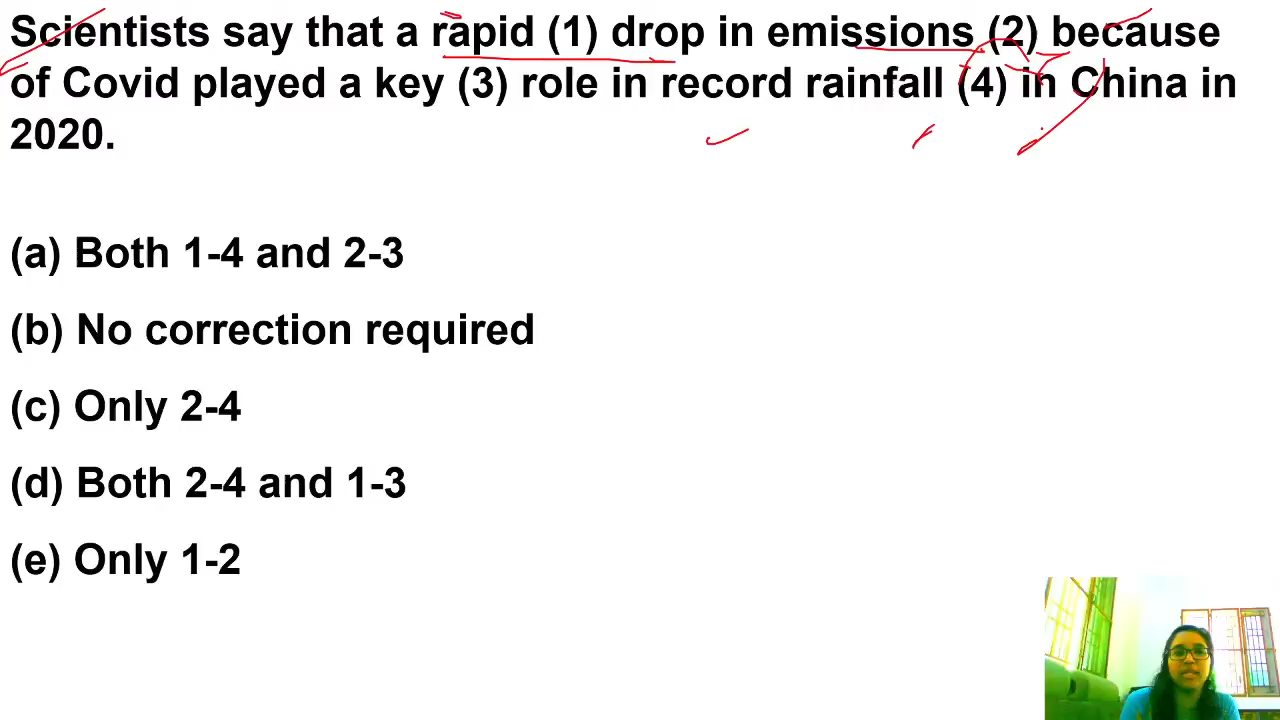 Scientists say that a rapid (1) drop in emissions (2) because
of Covid played a key (3) role in record rainfall (4) in China in
2020.
(a) Both 1-4 and 2-3
(b) No correction required
(c) Only 2-4
(d) Both 2-4 and 1-3
(e) Only 1-2